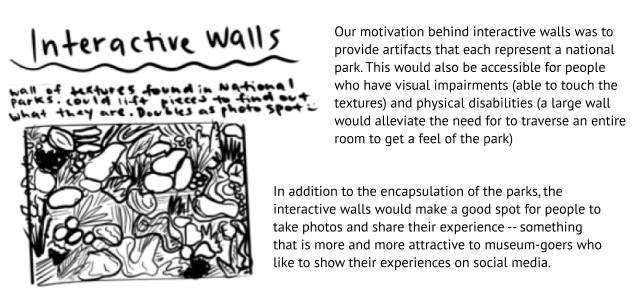 Interactive Walls
wall of textures found in National
Parks. could lift pieces to find out
what they are. Doubles as photo spot
Our motivation behind interactive walls was to
provide artifacts that each represent a national
park. This would also be accessible for people
who have visual impairments (able to touch the
textures) and physical disabilities (a large wall
would alleviate the need for to traverse an entire
room to get a feel of the park)
In addition to the encapsulation of the parks, the
interactive walls would make a good spot for people to
take photos and share their experience -- something
that is more and more attractive to museum-goers who
like to show their experiences on social media.